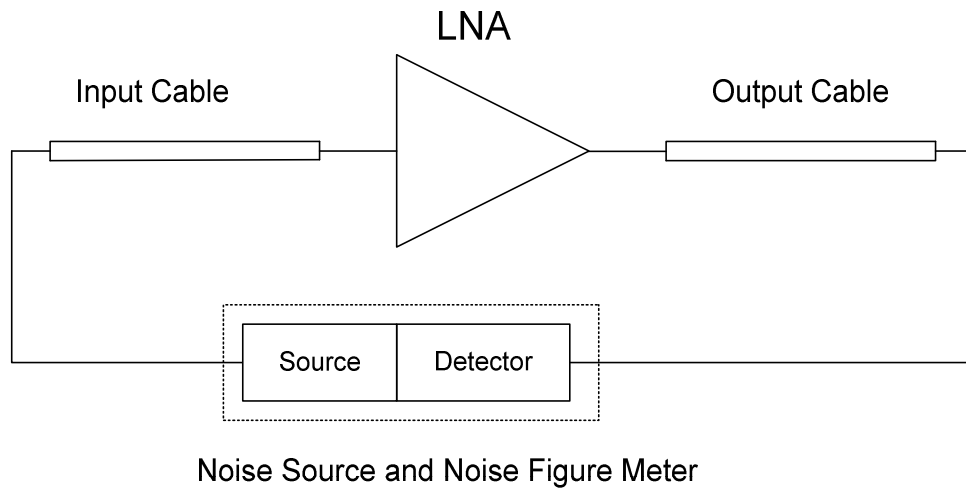 LNA
Input Cable
Output Cable
Source
Detector
Noise Source and Noise Figure Meter